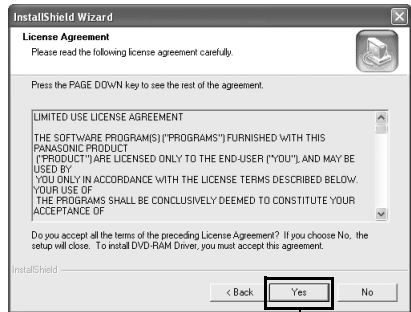 InstallShield Wizard
License Agreement
Please read the following license agreement carefully.
Press the PAGE DOWN key to see the rest of the agreement.
LIMITED USE LICENSE AGREEMENT
THE SOFTWARE PROGRAM(S) ("PROGRAMS") FURNISHED WITH THIS
PANASONIC PRODUCT
("PRODUCT") ARE LICENSED ONLY TO THE END-USER ("YOU"), AND MAY BE
USED BY
YOU ONLY IN ACCORDANCE WITH THE LICENSE TERMS DESCRIBED BELOW.
YOUR USE OF
THE PROGRAMS SHALL BE CONCLUSIVELY DEEMED TO CONSTITUTE YOUR
ACCEPTANCE OF
Do you accept all the terms of the preceding License Agreement? If you choose No, the
setup will close. To install DVD-RAM Driver, you must accept this agreement.
InstallShield
< Back Yes No